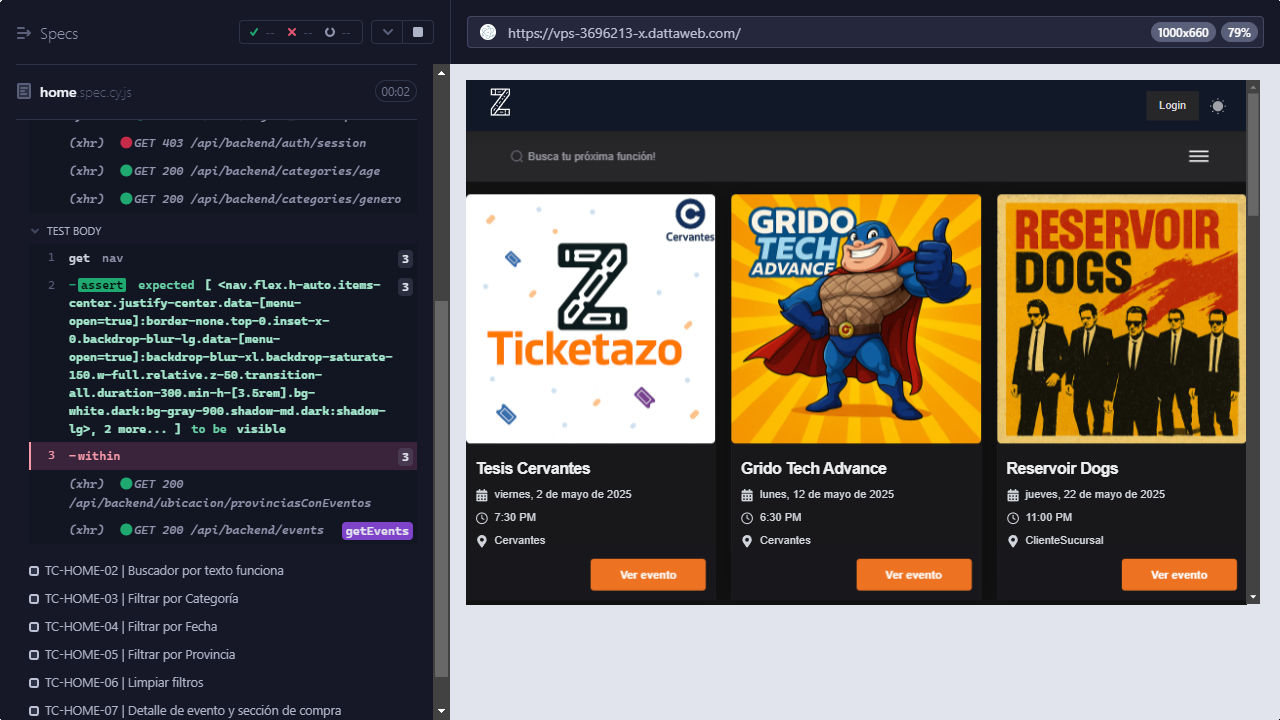 Specs
--
--
--
https://vps-3696213-x.dattaweb.com/
1000x660
79%
home.spec.cy.js
00:02
(xhr) GET 403 /api/backend/auth/session
(xhr) GET 200 /api/backend/categories/age
(xhr) GET 200 /api/backend/categories/genero
TEST BODY
1 get nav 3
2 -assert expected [ <nav.flex.h-auto.items- 3
center.justify-center.data-[menu-
open=true]:border-none.top-0.inset-x-
0.backdrop-blur-lg.data-[menu-
open=true]:backdrop-blur-xl.backdrop-saturate-
150.w-full.relative.z-50.transition-
all.duration-300.min-h-[3.5rem].bg-
white.dark:bg-gray-900.shadow-md.dark:shadow-
lg>, 2 more... ] to be visible
3 -within 3
(xhr) GET 200
/api/backend/ubicacion/provinciasConEventos
(xhr) GET 200 /api/backend/events getEvents
TC-HOME-02 | Buscador por texto funciona
TC-HOME-03 | Filtrar por Categoría
TC-HOME-04 | Filtrar por Fecha
TC-HOME-05 | Filtrar por Provincia
TC-HOME-06 | Limpiar filtros
TC-HOME-07 | Detalle de evento y sección de compra
Z
Login
Busca tu próxima función!
C
Cervantes
Z
Ticketazo
Tesis Cervantes
viernes, 2 de mayo de 2025
7:30 PM
Cervantes
Ver evento
GRIDO
TECH
ADVANCE
G
Grido Tech Advance
lunes, 12 de mayo de 2025
6:30 PM
Cervantes
Ver evento
RESERVOIR
DOGS
Reservoir Dogs
jueves, 22 de mayo de 2025
11:00 PM
ClienteSucursal
Ver evento